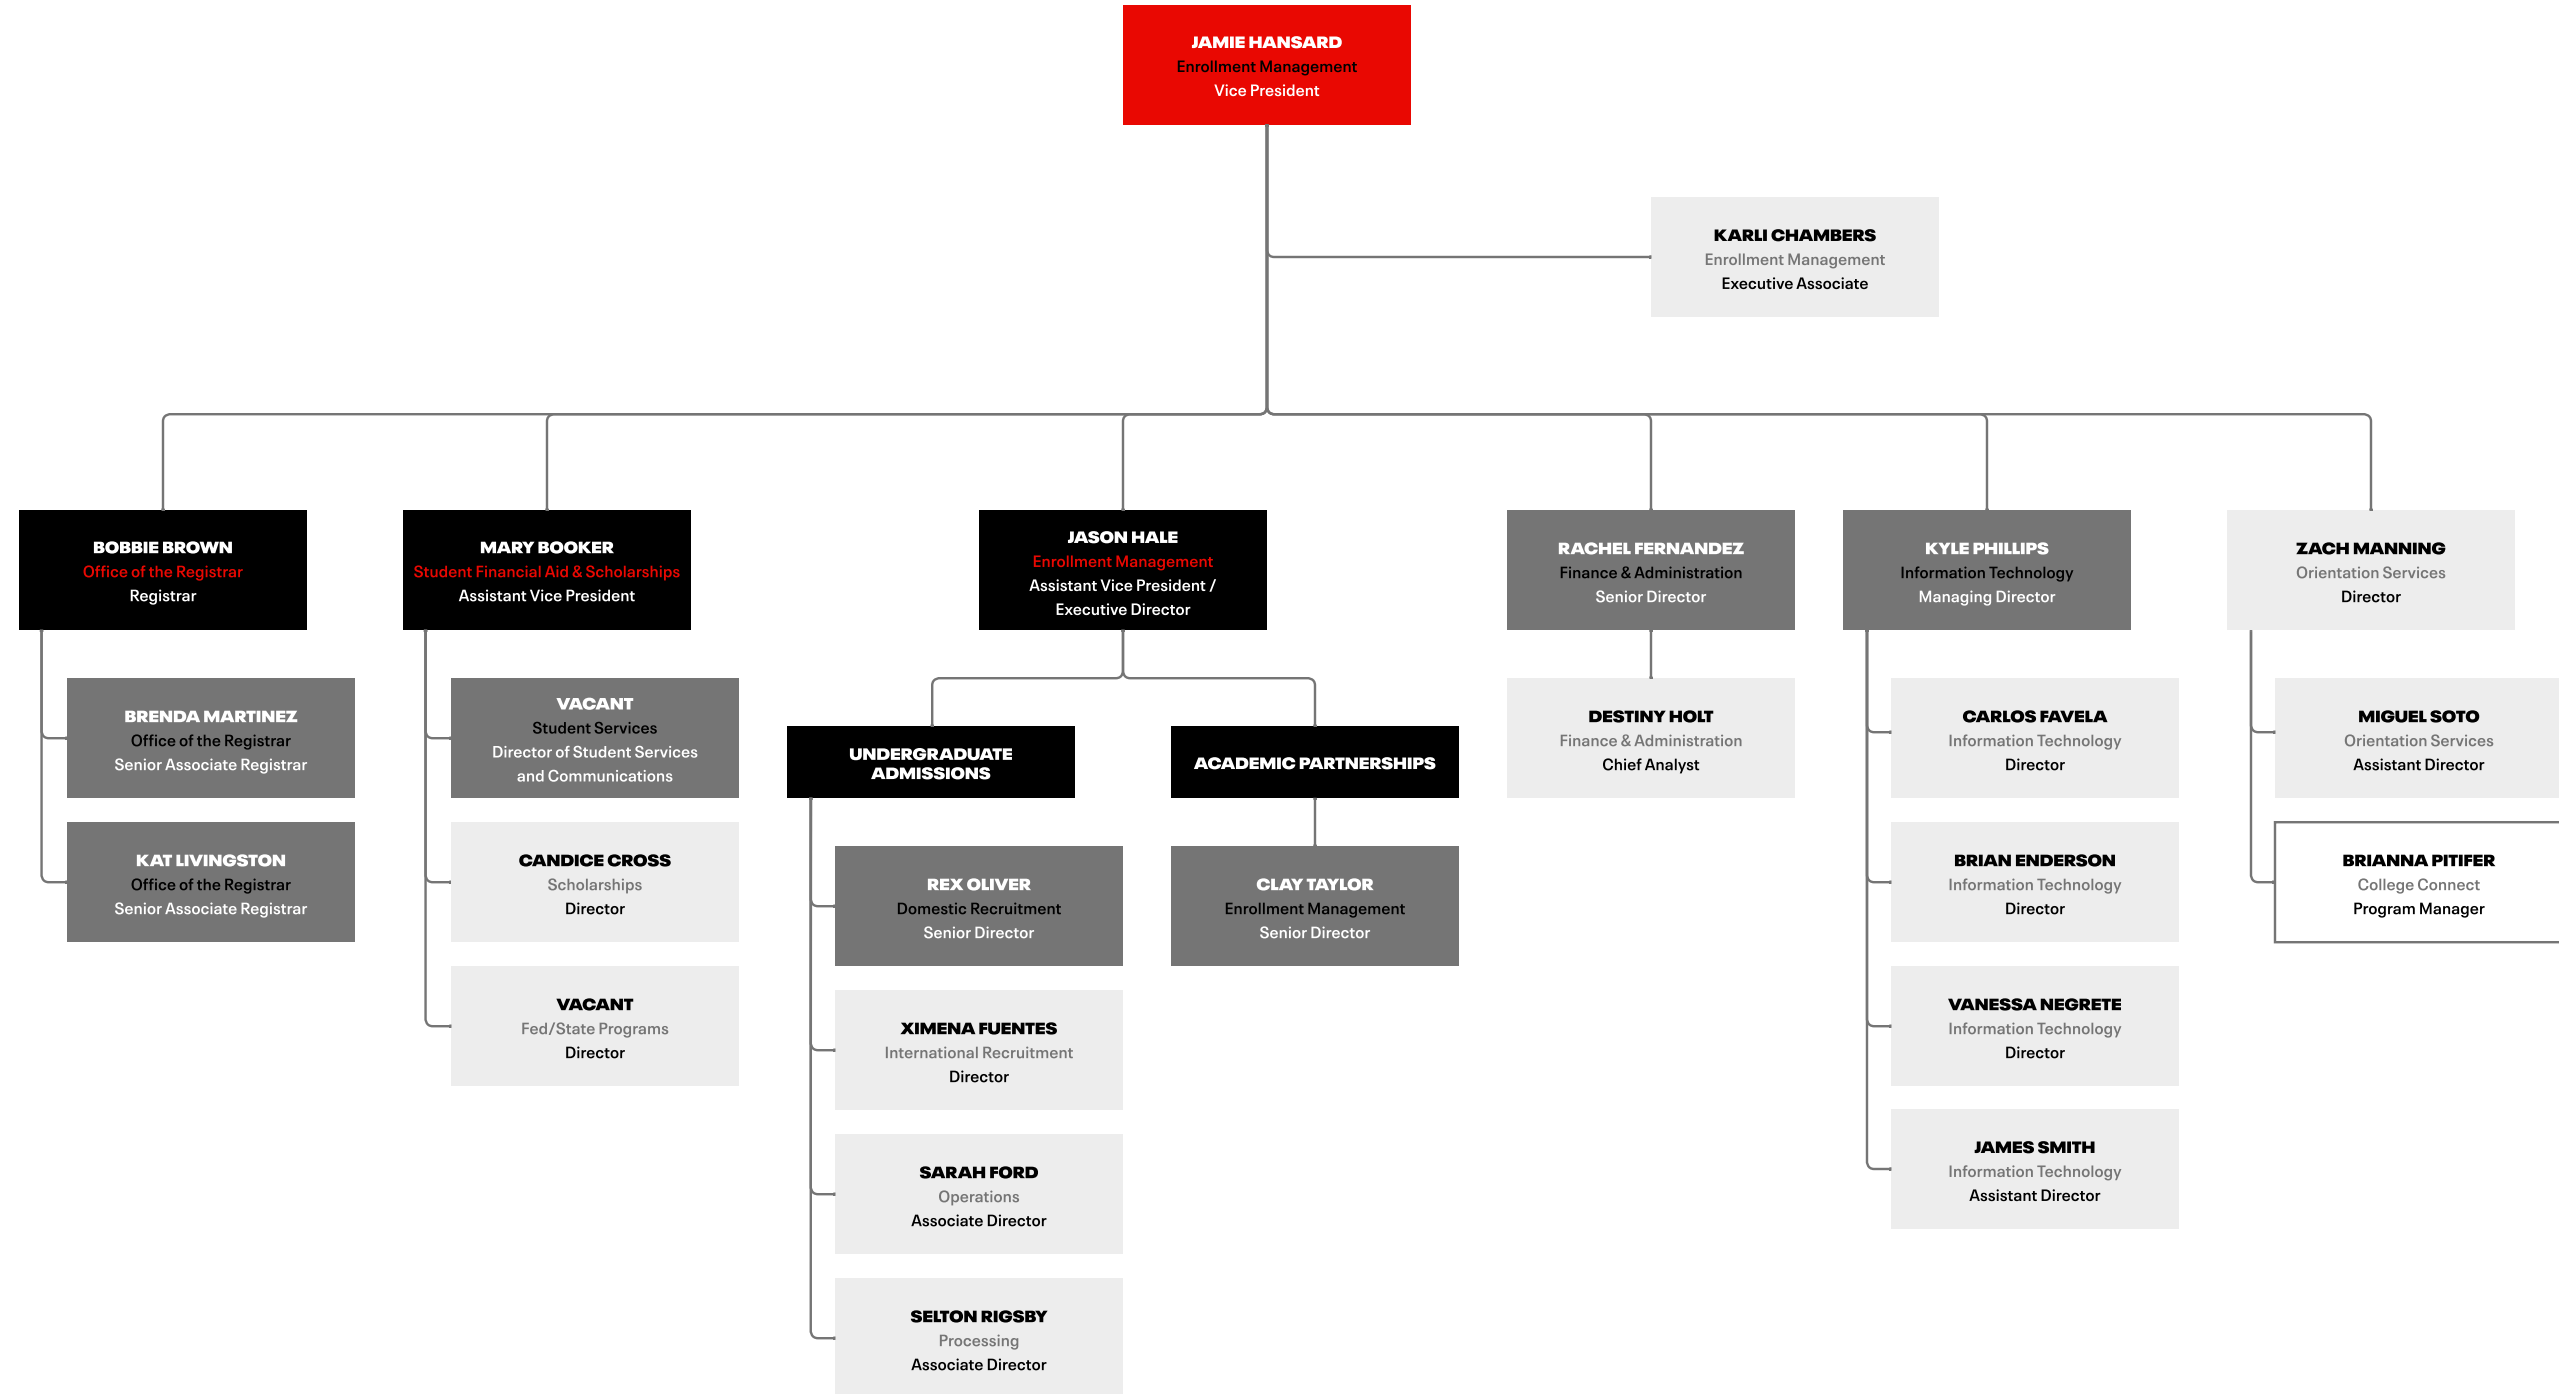 JAMIE HANSARD
Enrollment Management
Vice President
KARLI CHAMBERS
Enrollment Management
Executive Associate
BOBBIE BROWN
Office of the Registrar
Registrar
BRENDA MARTINEZ
Office of the Registrar
Senior Associate Registrar
KAT LIVINGSTON
Office of the Registrar
Senior Associate Registrar
MARY BOOKER
Student Financial Aid & Scholarships
Assistant Vice President
VACANT
Student Services
Director of Student Services
and Communications
CANDICE CROSS
Scholarships
Director
VACANT
Fed/State Programs
Director
JASON HALE
Enrollment Management
Assistant Vice President /
Executive Director
UNDERGRADUATE
ADMISSIONS
REX OLIVER
Domestic Recruitment
Senior Director
XIMENA FUENTES
International Recruitment
Director
SARAH FORD
Operations
Associate Director
SELTON RIGSBY
Processing
Associate Director
ACADEMIC PARTNERSHIPS
CLAY TAYLOR
Enrollment Management
Senior Director
RACHEL FERNANDEZ
Finance & Administration
Senior Director
DESTINY HOLT
Finance & Administration
Chief Analyst
KYLE PHILLIPS
Information Technology
Managing Director
CARLOS FAVELA
Information Technology
Director
BRIAN ENDERSON
Information Technology
Director
VANESSA NEGRETE
Information Technology
Director
JAMES SMITH
Information Technology
Assistant Director
ZACH MANNING
Orientation Services
Director
MIGUEL SOTO
Orientation Services
Assistant Director
BRIANNA PITIFER
College Connect
Program Manager